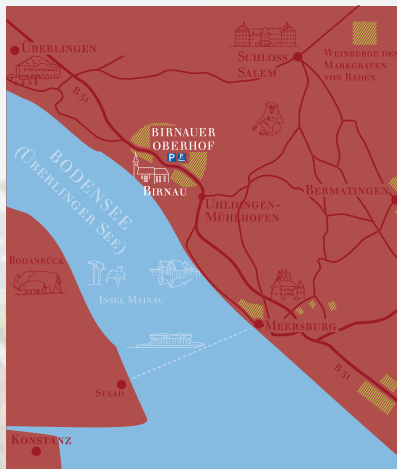 Überlingen
Schloss
Salem
Weinberge des
Markgrafen
von Baden
B 31
BIRNAUER
OBERHOF
P P
Birnau
BODENSEE
(Überlinger See)
Bermatingen
Uhldingen-
Mühlhofen
Bodanrück
Insel Mainau
Meersburg
B 31
Staad
Konstanz